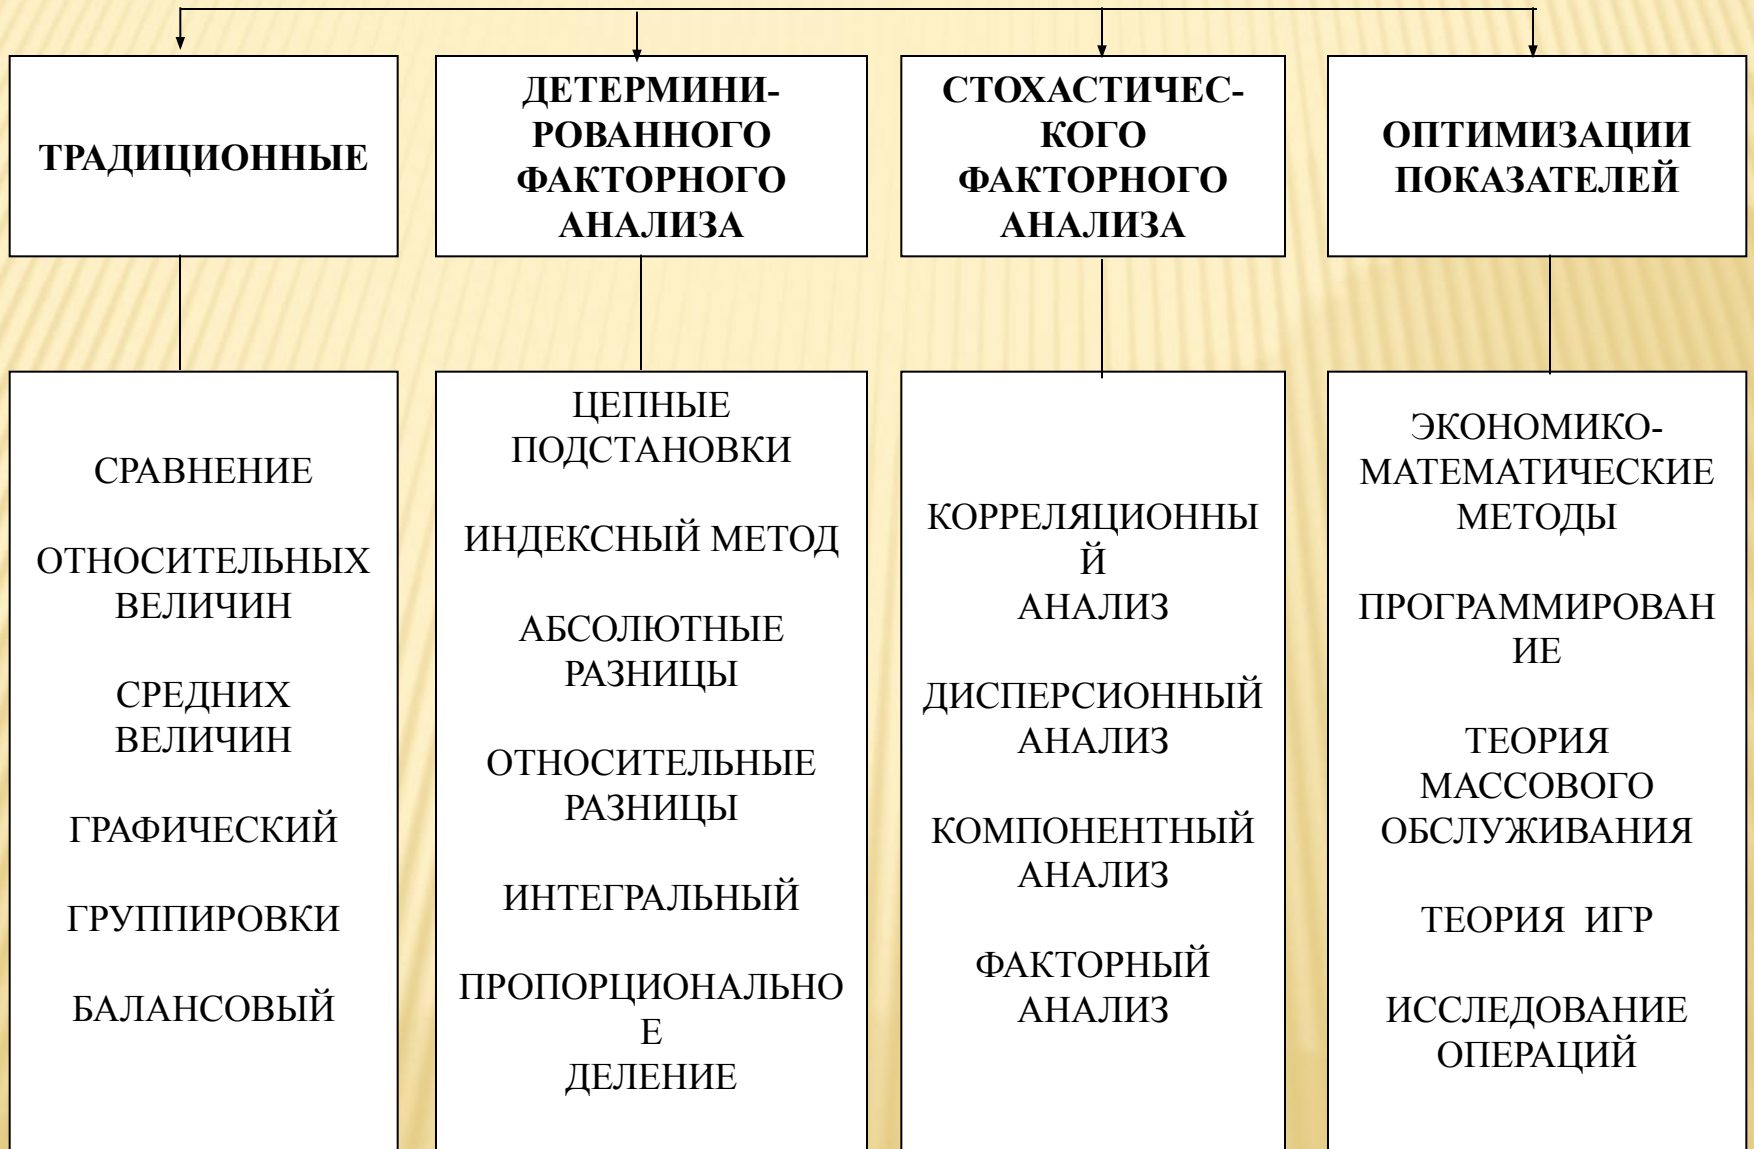 ТРАДИЦИОННЫЕ
ДЕТЕРМИНИ-
РОВАННОГО
ФАКТОРНОГО
АНАЛИЗА
СТОХАСТИЧЕС-
КОГО
ФАКТОРНОГО
АНАЛИЗА
ОПТИМИЗАЦИИ
ПОКАЗАТЕЛЕЙ
СРАВНЕНИЕ
ОТНОСИТЕЛЬНЫХ
ВЕЛИЧИН
СРЕДНИХ
ВЕЛИЧИН
ГРАФИЧЕСКИЙ
ГРУППИРОВКИ
БАЛАНСОВЫЙ
ЦЕПНЫЕ
ПОДСТАНОВКИ
ИНДЕКСНЫЙ МЕТОД
АБСОЛЮТНЫЕ
РАЗНИЦЫ
ОТНОСИТЕЛЬНЫЕ
РАЗНИЦЫ
ИНТЕГРАЛЬНЫЙ
ПРОПОРЦИОНАЛЬНО
Е
ДЕЛЕНИЕ
КОРРЕЛЯЦИОННЫ
Й
АНАЛИЗ
ДИСПЕРСИОННЫЙ
АНАЛИЗ
КОМПОНЕНТНЫЙ
АНАЛИЗ
ФАКТОРНЫЙ
АНАЛИЗ
ЭКОНОМИКО-
МАТЕМАТИЧЕСКИЕ
МЕТОДЫ
ПРОГРАММИРОВАН
ИЕ
ТЕОРИЯ
МАССОВОГО
ОБСЛУЖИВАНИЯ
ТЕОРИЯ ИГР
ИССЛЕДОВАНИЕ
ОПЕРАЦИЙ